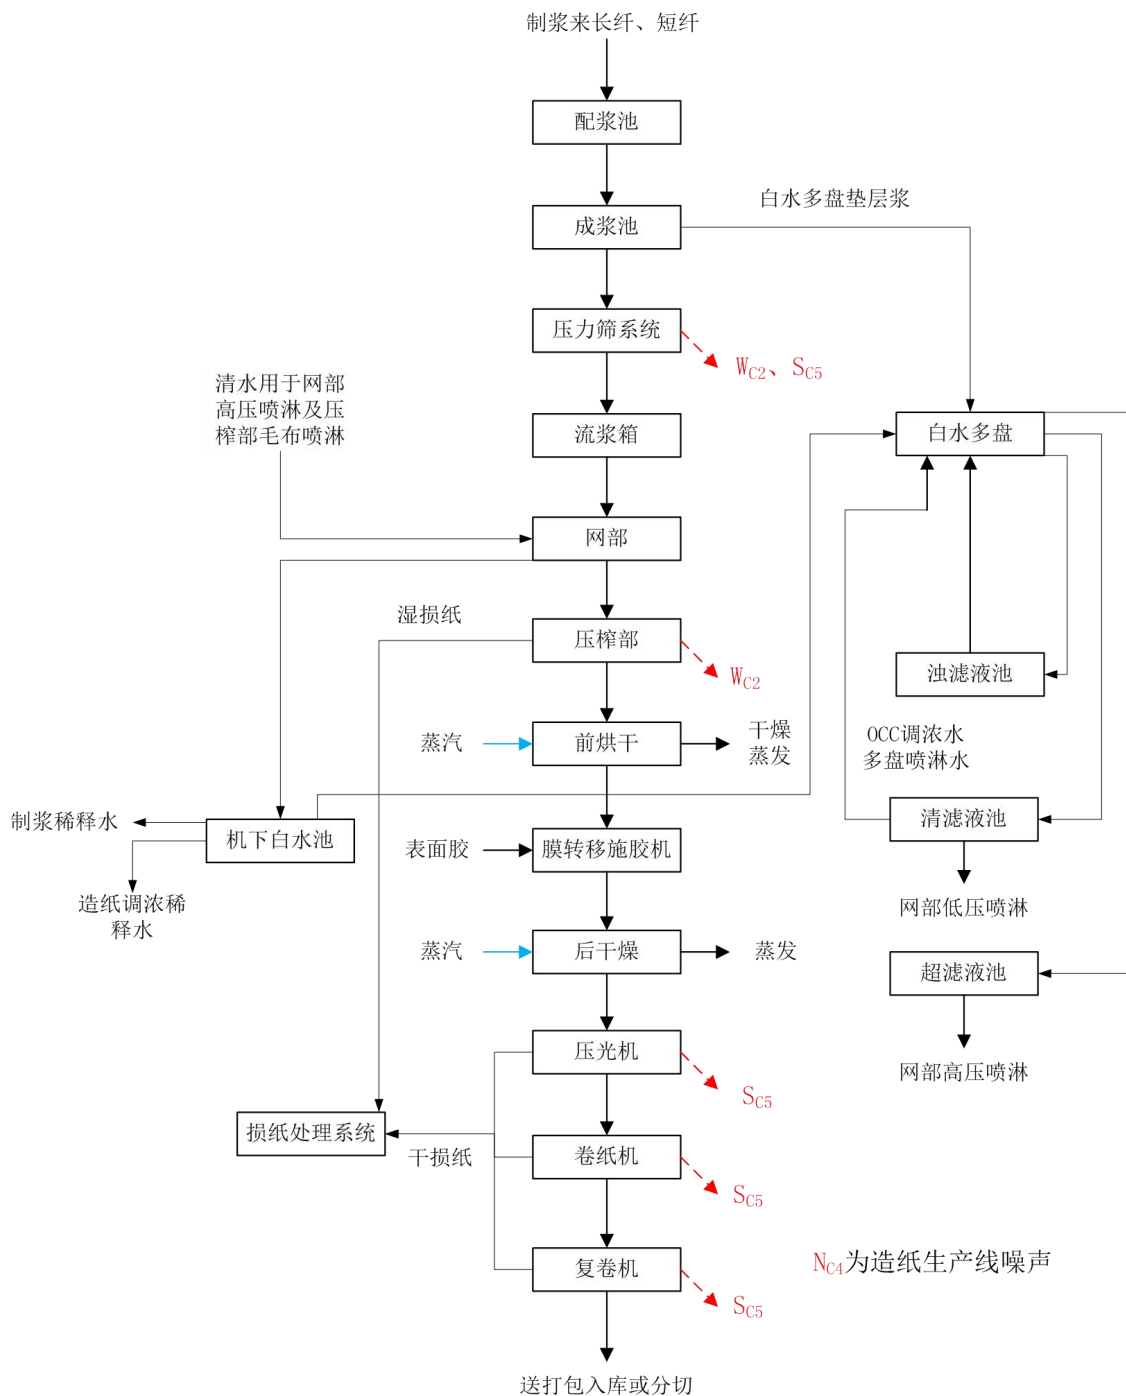 制浆来长纤、短纤
配浆池
白水多盘垫层浆
成浆池
压力筛系统
WC2、SC5
清水用于网部
高压喷淋及压
榨部毛布喷淋
流浆箱
白水多盘
网部
湿损纸
压榨部
WC2
浊滤液池
蒸汽
前烘干
干燥
蒸发
OCC调浓水
多盘喷淋水
制浆稀释水
机下白水池
清滤液池
表面胶
膜转移施胶机
造纸调浓稀
释水
网部低压喷淋
蒸汽
后干燥
蒸发
超滤液池
压光机
网部高压喷淋
SC5
损纸处理系统
干损纸
卷纸机
SC5
复卷机
NC4为造纸生产线噪声
SC5
送打包入库或分切